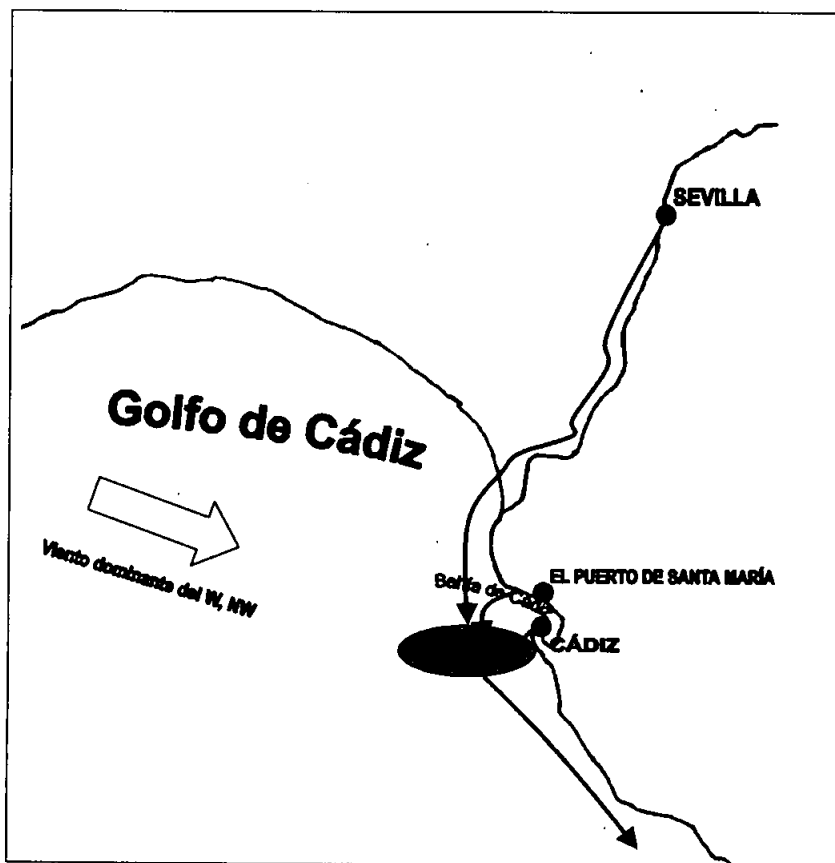 SEVILLA
Golfo de Cádiz
Viento dominante del W, NW
EL PUERTO DE SANTA MARÍA
Bahía de Cádiz
CÁDIZ